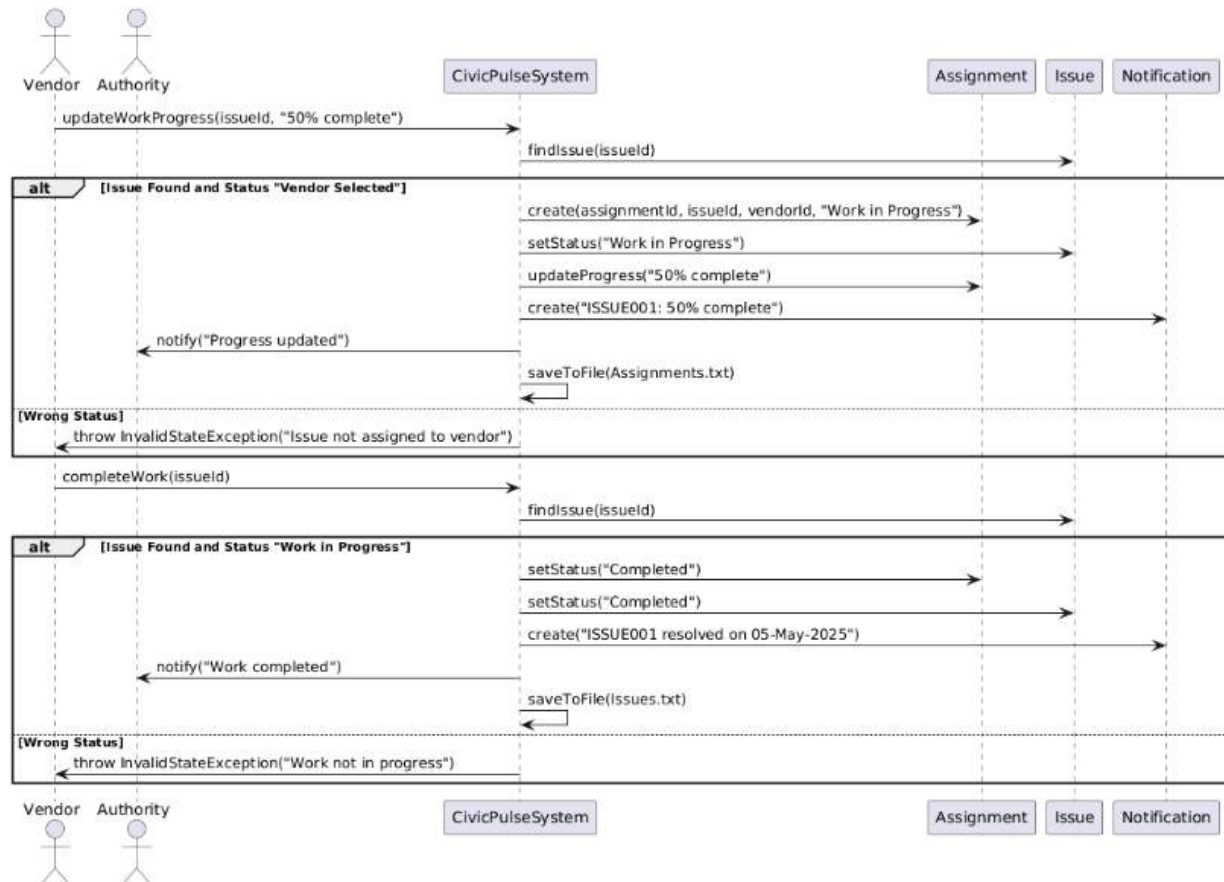 Vendor Authority CivicPulseSystem Assignment Issue Notification
updateWorkProgress(issueId, "50% complete")
findIssue(issueId)
alt [Issue Found and Status "Vendor Selected"]
create(assignmentId, issueId, vendorId, "Work in Progress")
setStatus("Work in Progress")
updateProgress("50% complete")
create("ISSUE001: 50% complete")
notify("Progress updated")
saveToFile(Assignments.txt)
[Wrong Status]
throw InvalidStateException("Issue not assigned to vendor")
completeWork(issueId)
findIssue(issueId)
alt [Issue Found and Status "Work in Progress"]
setStatus("Completed")
setStatus("Completed")
create("ISSUE001 resolved on 05-May-2025")
notify("Work completed")
saveToFile(Issues.txt)
[Wrong Status]
throw InvalidStateException("Work not in progress")
Vendor Authority CivicPulseSystem Assignment Issue Notification